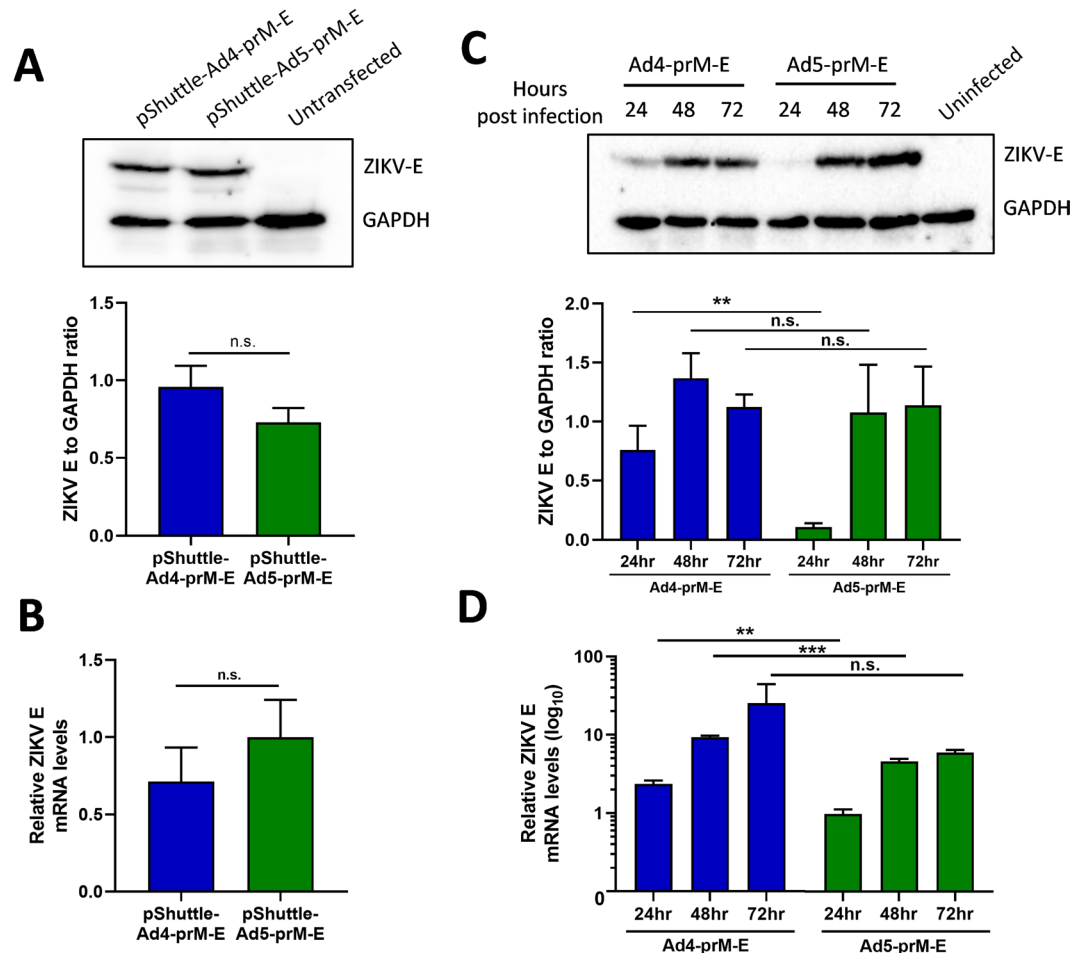 A
pShuttle-Ad4-prM-E
pShuttle-Ad5-prM-E
Untransfected
ZIKV-E
GAPDH
ZIKV E to GAPDH ratio
1.5
1.0
0.5
0.0
n.s.
pShuttle-
Ad4-prM-E
pShuttle-
Ad5-prM-E
B
Relative ZIKV E
mRNA levels
1.5
1.0
0.5
0.0
n.s.
pShuttle-
Ad4-prM-E
pShuttle-
Ad5-prM-E
C
Ad4-prM-E
Ad5-prM-E
Uninfected
Hours
post infection
24 48 72 24 48 72
ZIKV-E
GAPDH
ZIKV E to GAPDH ratio
2.0
1.5
1.0
0.5
0.0
**
n.s.
n.s.
24hr 48hr 72hr 24hr 48hr 72hr
Ad4-prM-E
Ad5-prM-E
D
Relative ZIKV E
mRNA levels (log10)
100
10
1
0
**
***
n.s.
24hr 48hr 72hr 24hr 48hr 72hr
Ad4-prM-E
Ad5-prM-E